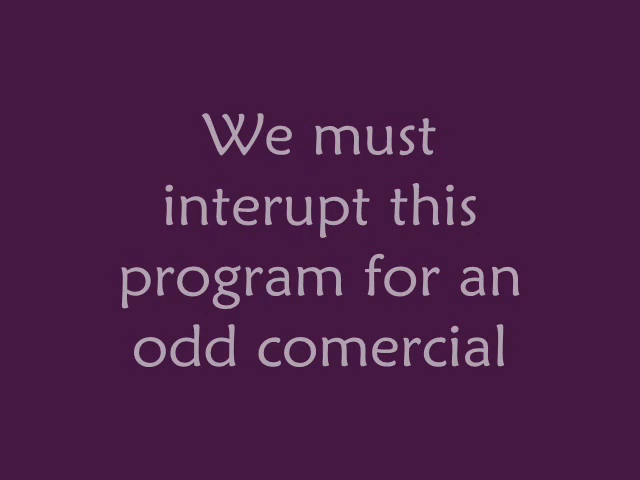 We must
interupt this
program for an
odd comercial